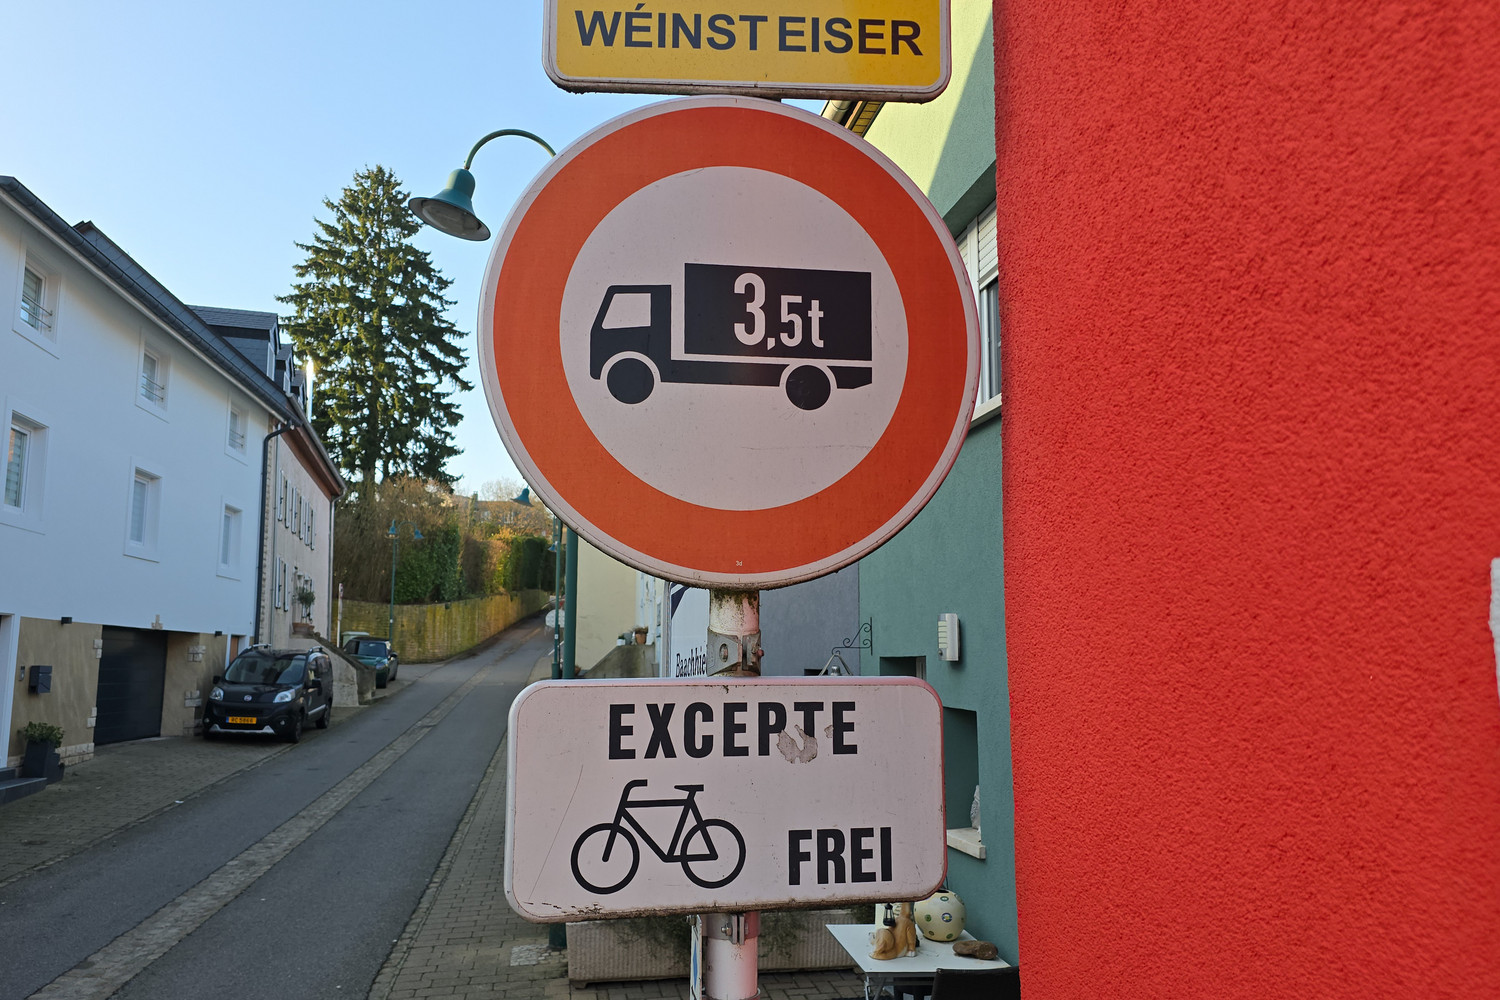 WÉINSTEISER
3,5t
EXCEPTE
FREI